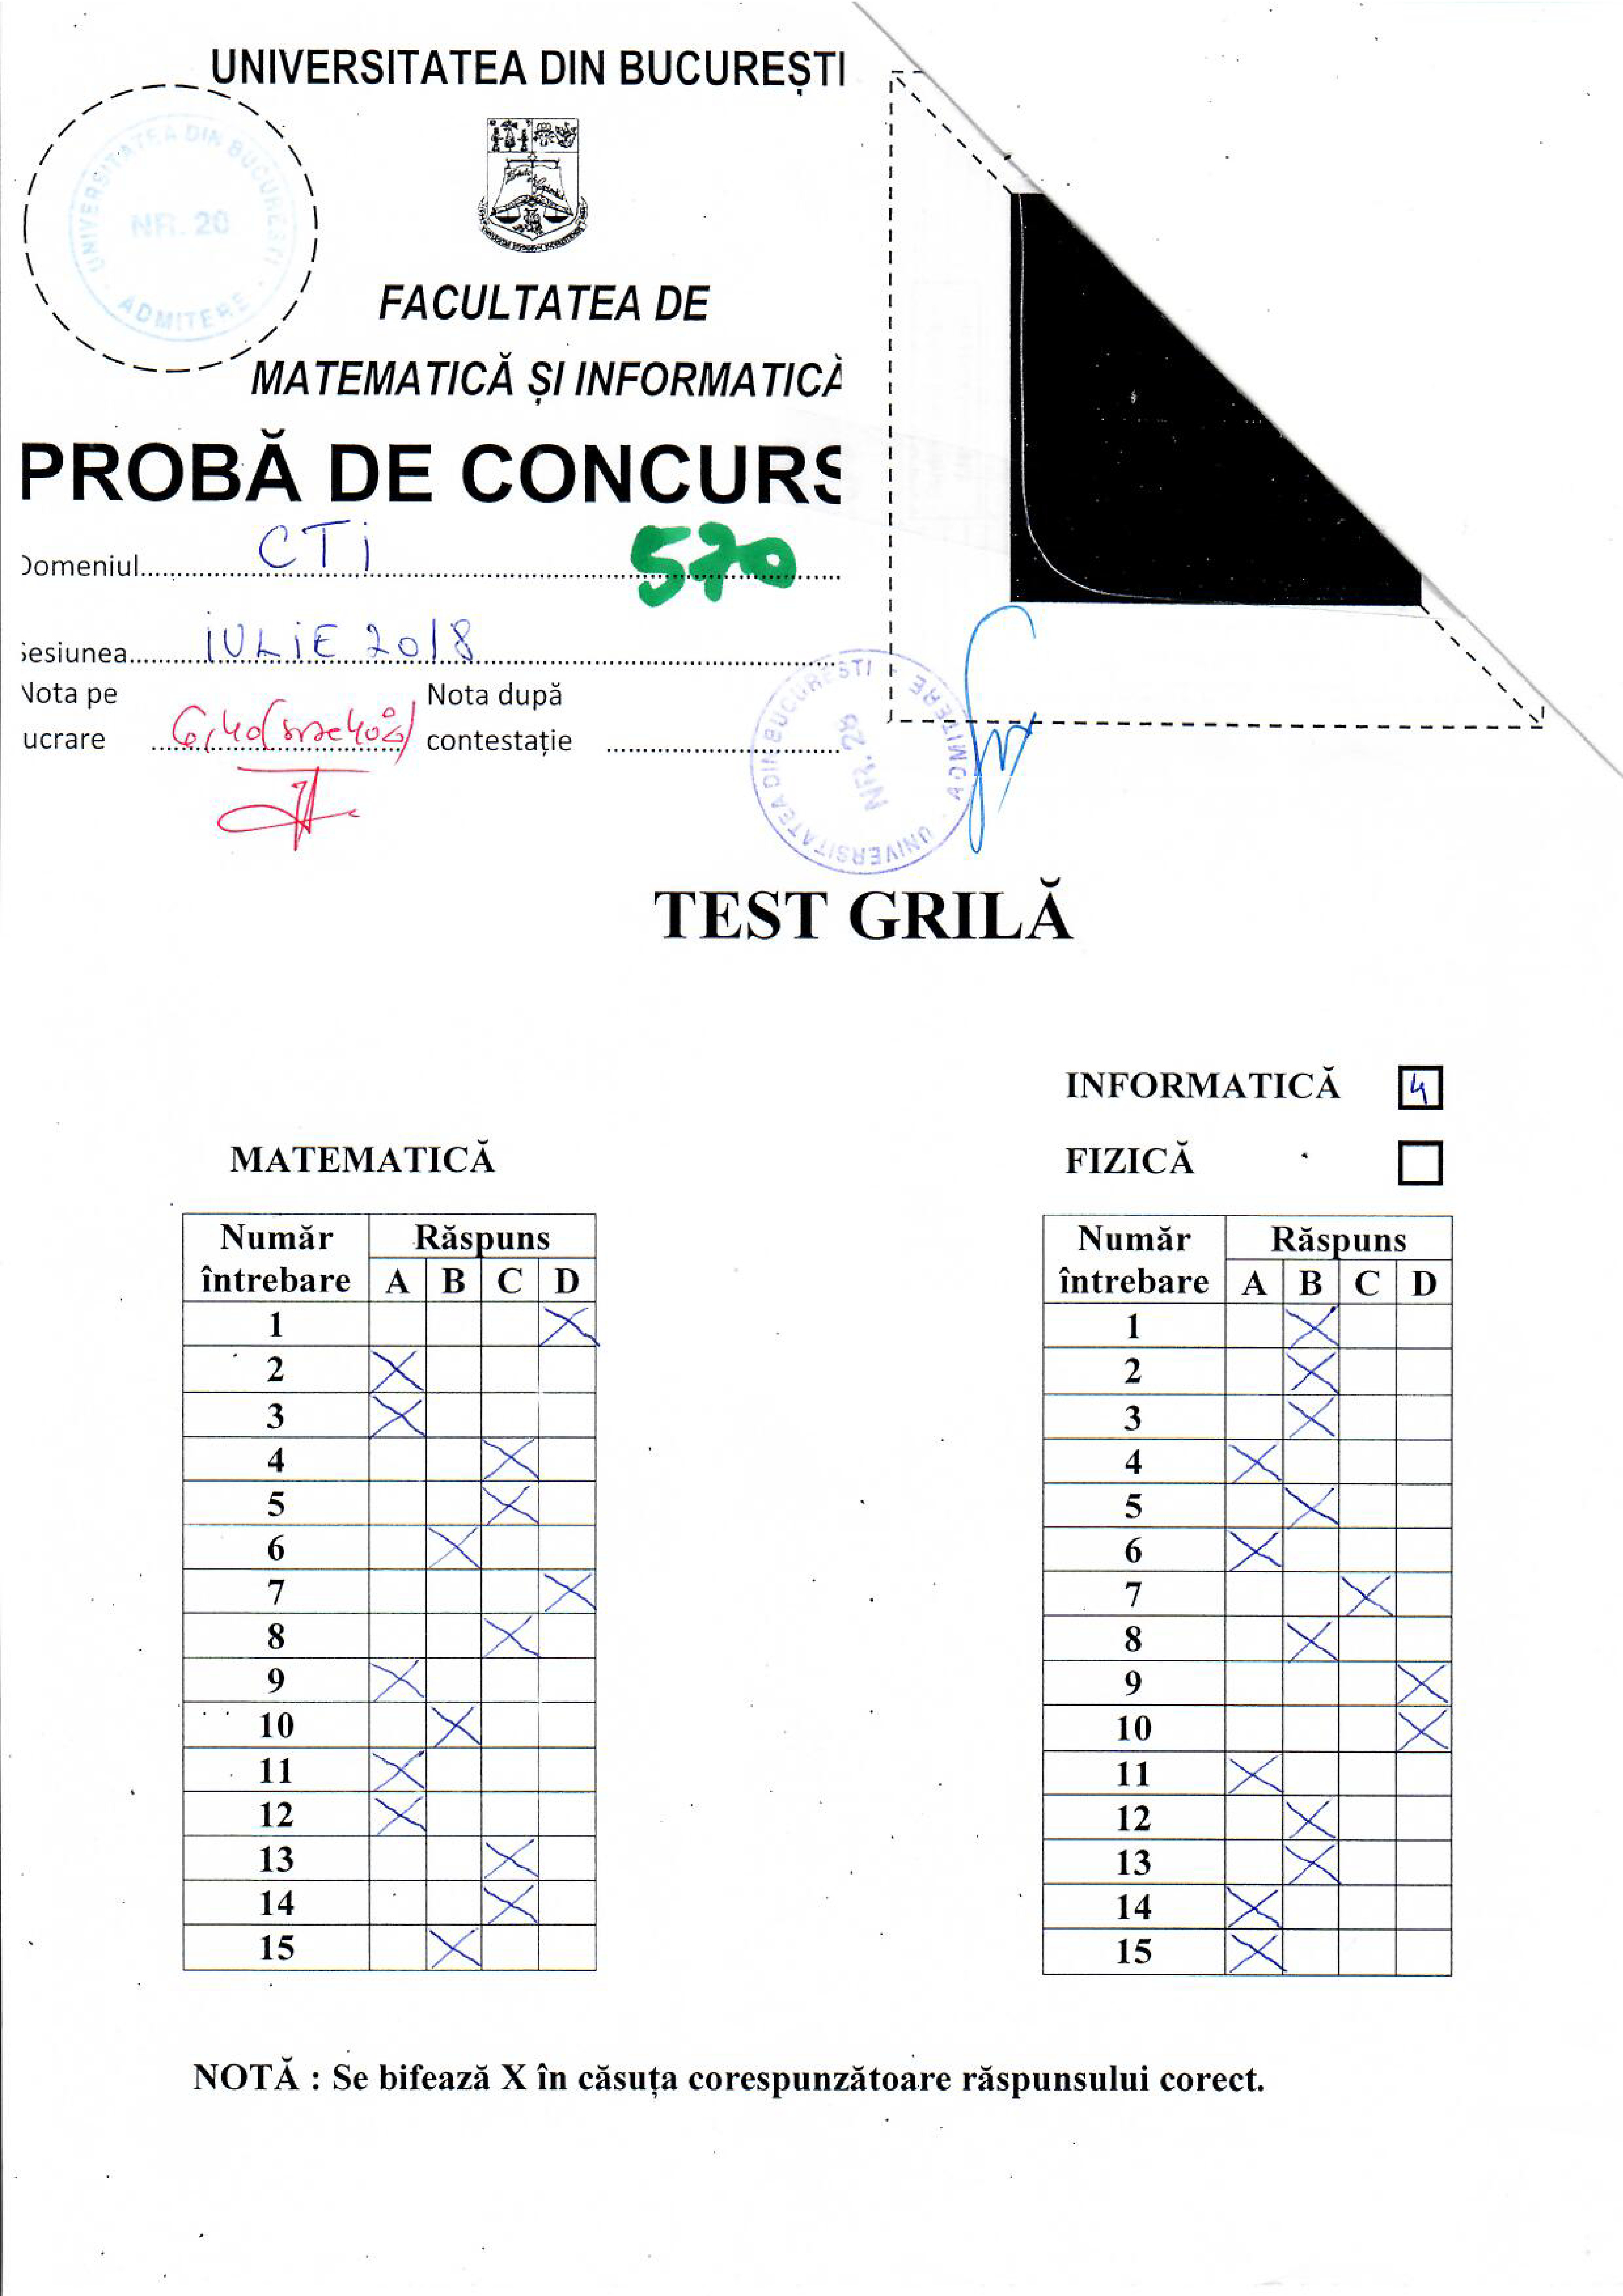 UNIVERSITATEA DIN BUCUREȘTI
UNIVERSITATEA DIN BUCUREȘTI
NR. 20
ADMITERE
FACULTATEA DE
MATEMATICĂ ȘI INFORMATICĂ
PROBĂ DE CONCURS
Domeniul CTI 570
Sesiunea IULIE 2018
Nota pe Nota după
lucrare 6,40 contestație
UNIVERSITATEA DIN BUCUREȘTI · ADMITERE ·
NR. 28
TEST GRILĂ
INFORMATICĂ 4
MATEMATICĂ FIZICĂ
Număr Răspuns Număr Răspuns
întrebare A B C D întrebare A B C D
1 X 1 X
2 X 2 X
3 X 3 X
4 X 4 X
5 X 5 X
6 X 6 X
7 X 7 X
8 X 8 X
9 X 9 X
10 X 10 X
11 X 11 X
12 X 12 X
13 X 13 X
14 X 14 X
15 X 15 X
NOTĂ : Se bifează X în căsuța corespunzătoare răspunsului corect.